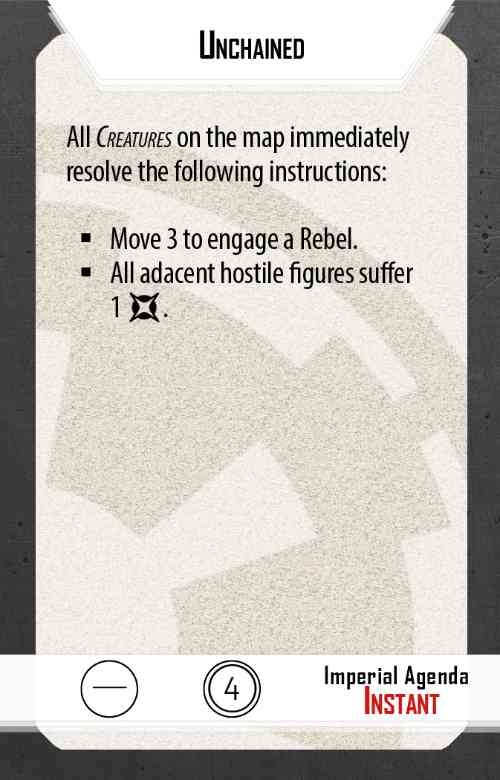 Unchained
All Creatures on the map immediately
resolve the following instructions:
▪ Move 3 to engage a Rebel.
▪ All adacent hostile figures suffer
1 .
— 4 Imperial Agenda
Instant